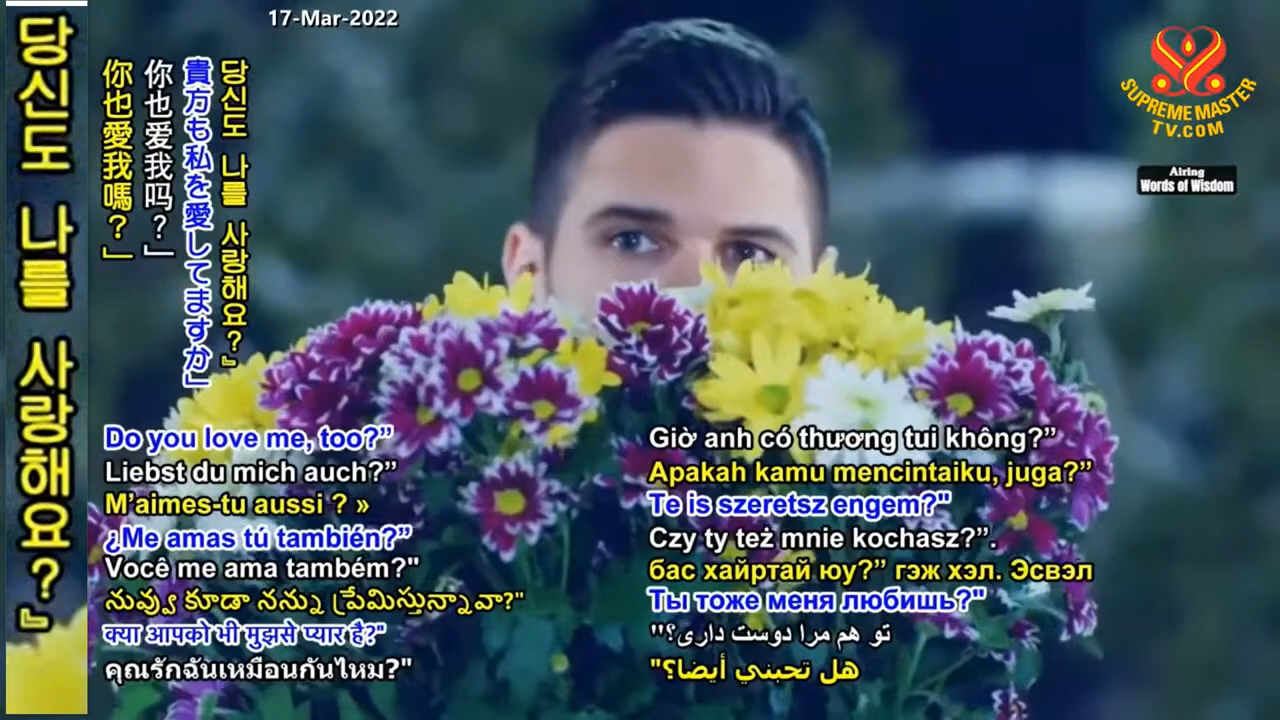 17-Mar-2022
SUPREME MASTER
TV.COM
Airing
Words of Wisdom
당신도 나를 사랑해요?』
당신도 나를 사랑해요?』
貴方も私を愛してますか」
你也爱我吗？」
你也愛我嗎？」
Do you love me, too?”
Liebst du mich auch?”
M’aimes-tu aussi ? »
¿Me amas tú también?”
Você me ama também?"
నువ్వు కూడా నన్ను ప్రేమిస్తున్నావా?"
क्या आपको भी मुझसे प्यार है?"
คุณรักฉันเหมือนกันไหม?"
Giờ anh có thương tui không?”
Apakah kamu mencintaiku, juga?”
Te is szeretsz engem?"
Czy ty też mnie kochasz?”.
бас хайртай юу?” гэж хэл. Эсвэл
Ты тоже меня любишь?"
تو هم مرا دوست داری؟"
هل تحبني أيضا؟"